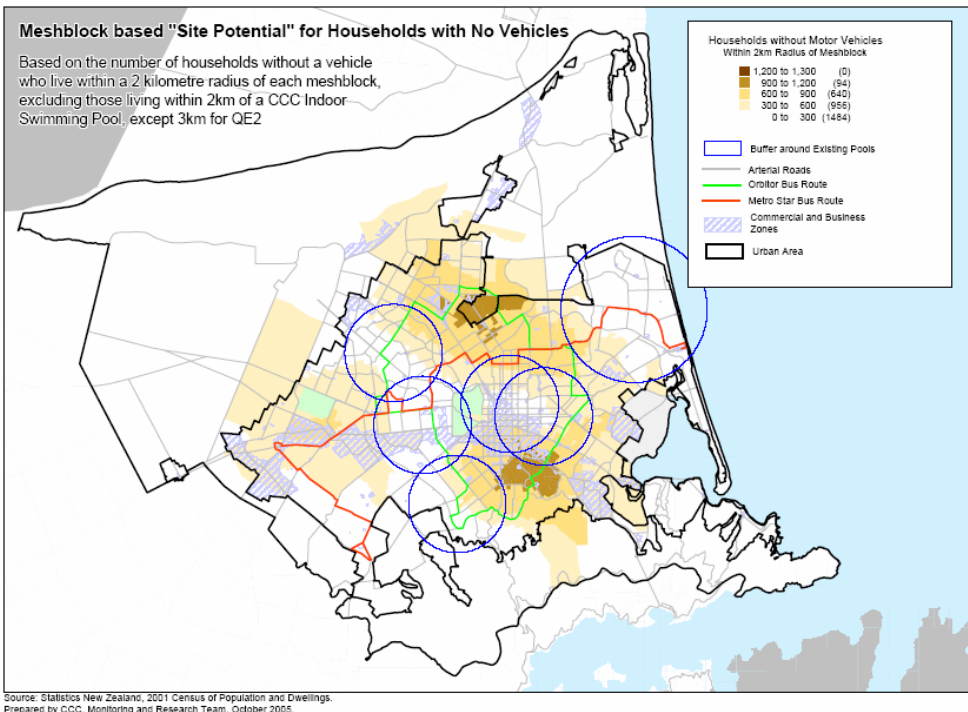 Meshblock based "Site Potential" for Households with No Vehicles
Based on the number of households without a vehicle
who live within a 2 kilometre radius of each meshblock,
excluding those living within 2km of a CCC Indoor
Swimming Pool, except 3km for QE2
Households without Motor Vehicles
Within 2km Radius of Meshblock
1,200 to 1,300 (0)
900 to 1,200 (94)
600 to 900 (640)
300 to 600 (956)
0 to 300 (1484)
Buffer around Existing Pools
Arterial Roads
Orbitor Bus Route
Metro Star Bus Route
Commercial and Business
Zones
Urban Area
Source: Statistics New Zealand, 2001 Census of Population and Dwellings.
Prepared by CCC, Monitoring and Research Team, October 2005.